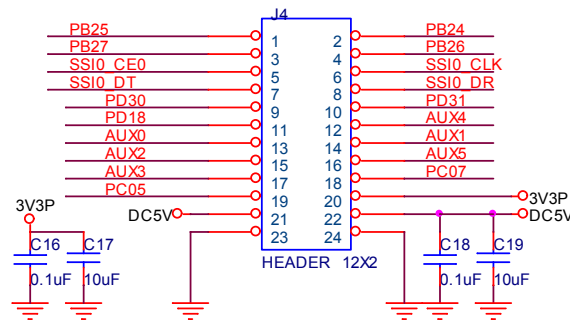 J4
PB25 1 2 PB24
PB27 3 4 PB26
SSI0_CE0 5 6 SSI0_CLK
SSI0_DT 7 8 SSI0_DR
PD30 9 10 PD31
PD18 11 12 AUX4
AUX0 13 14 AUX1
AUX2 15 16 AUX5
AUX3 17 18 PC07
PC05 19 20 3V3P
DC5V 21 22 DC5V
23 24
HEADER 12X2
3V3P
C16 C17 C18 C19
0.1uF 10uF 0.1uF 10uF